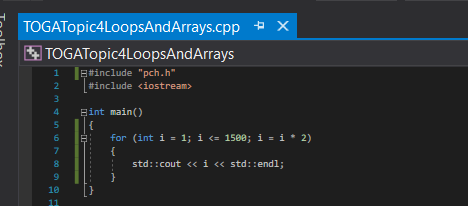 Toolbox
TOGATopic4LoopsAndArrays.cpp
TOGATopic4LoopsAndArrays
1 #include "pch.h"
2 #include <iostream>
3
4 int main()
5 {
6 for (int i = 1; i <= 1500; i = i * 2)
7 {
8 std::cout << i << std::endl;
9 }
10 }
11